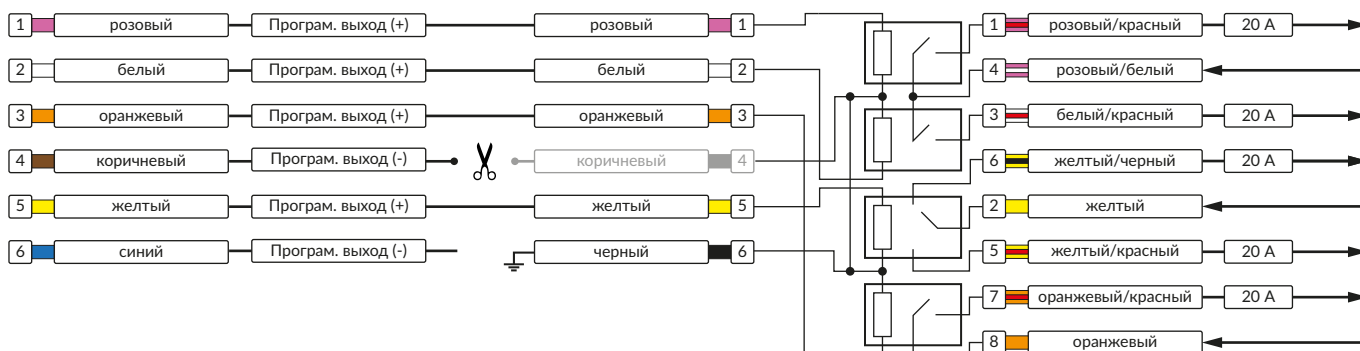 1 розовый Програм. выход (+) розовый 1 1 розовый/красный 20 А
2 белый Програм. выход (+) белый 2 4 розовый/белый
3 оранжевый Програм. выход (+) оранжевый 3 3 белый/красный 20 А
4 коричневый Програм. выход (-) коричневый 4 6 желтый/черный 20 А
5 желтый Програм. выход (+) желтый 5 2 желтый
6 синий Програм. выход (-) черный 6 5 желтый/красный 20 А
7 оранжевый/красный 20 А
8 оранжевый